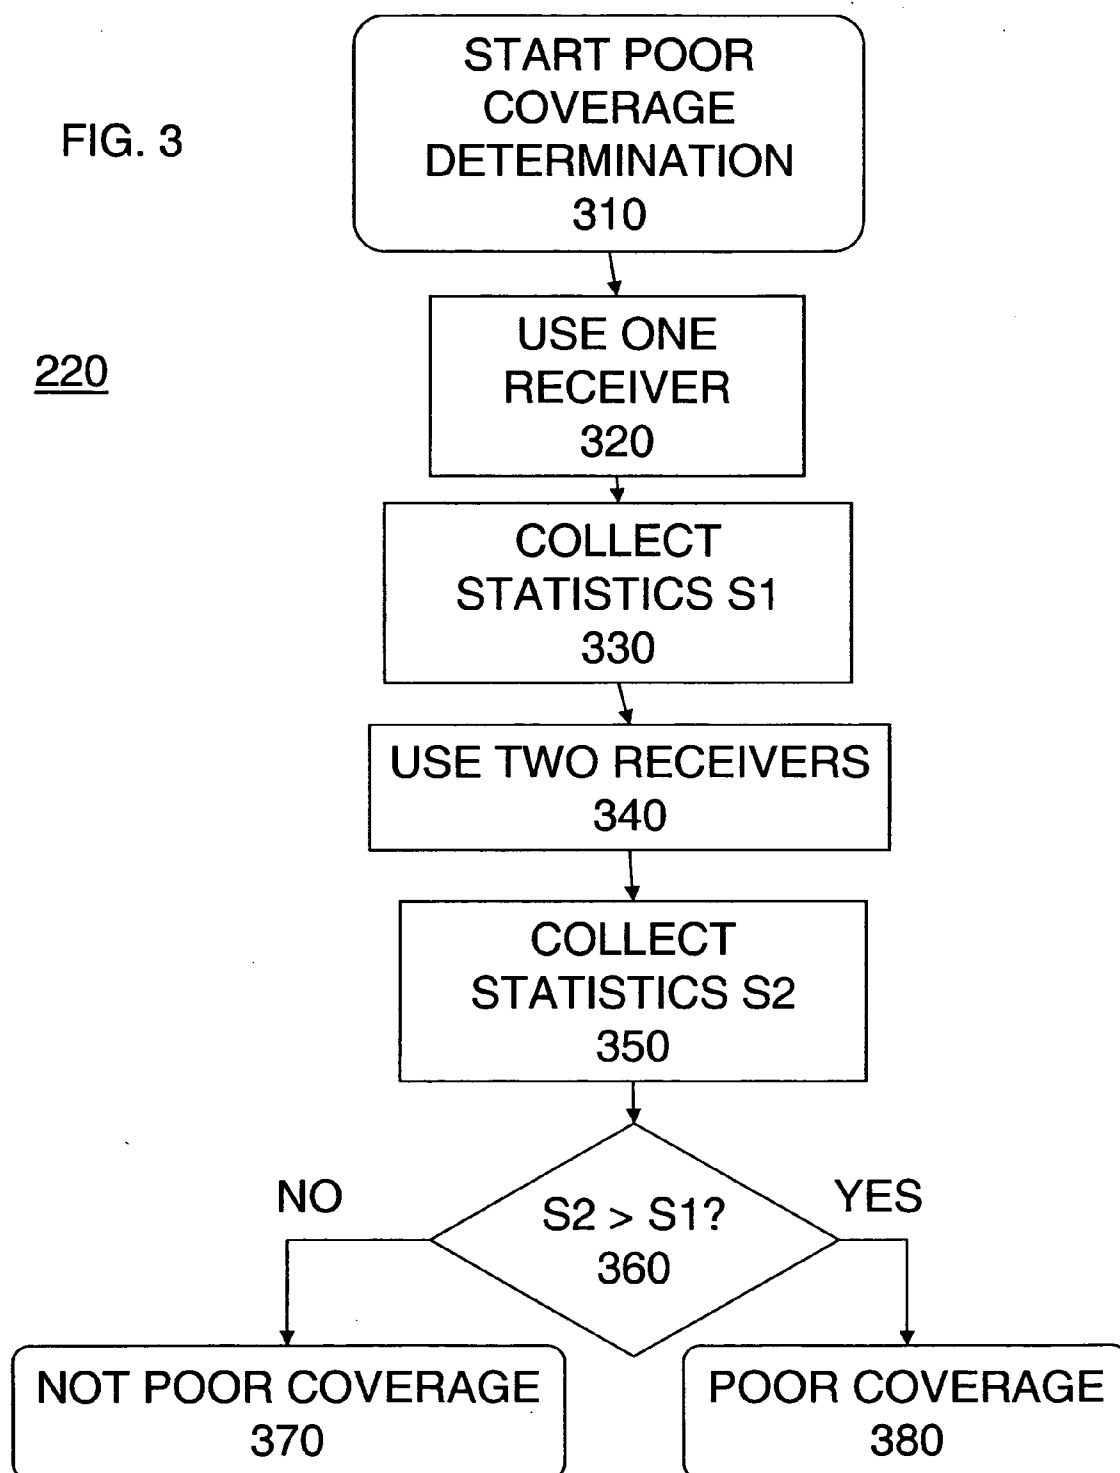 START POOR
COVERAGE
DETERMINATION
310
FIG. 3
USE ONE
RECEIVER
320
220
COLLECT
STATISTICS S1
330
USE TWO RECEIVERS
340
COLLECT
STATISTICS S2
350
NO
YES
S2 > S1?
360
NOT POOR COVERAGE
370
POOR COVERAGE
380